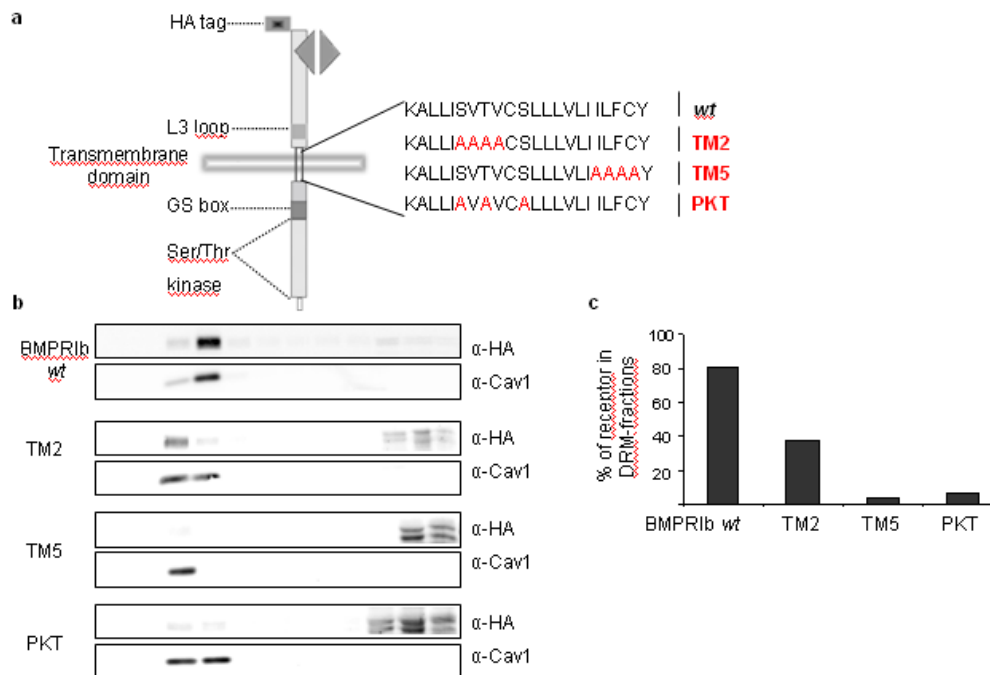 a
HA tag
L3 loop
Transmembrane
domain
GS box
Ser/Thr
kinase
KALLISVTVCSLLLVLIILFCY wt
KALLIAAAACSLLLVLIILFCY TM2
KALLISVTVCSLLLVLIAAAAY TM5
KALLIAVAVCALLLVLIILFCY PKT
b
BMPRIb
wt
α-HA
α-Cav1
TM2
α-HA
α-Cav1
TM5
α-HA
α-Cav1
PKT
α-HA
α-Cav1
c
% of receptor in
DRM-fractions
100
80
60
40
20
BMPRIb wt TM2 TM5 PKT